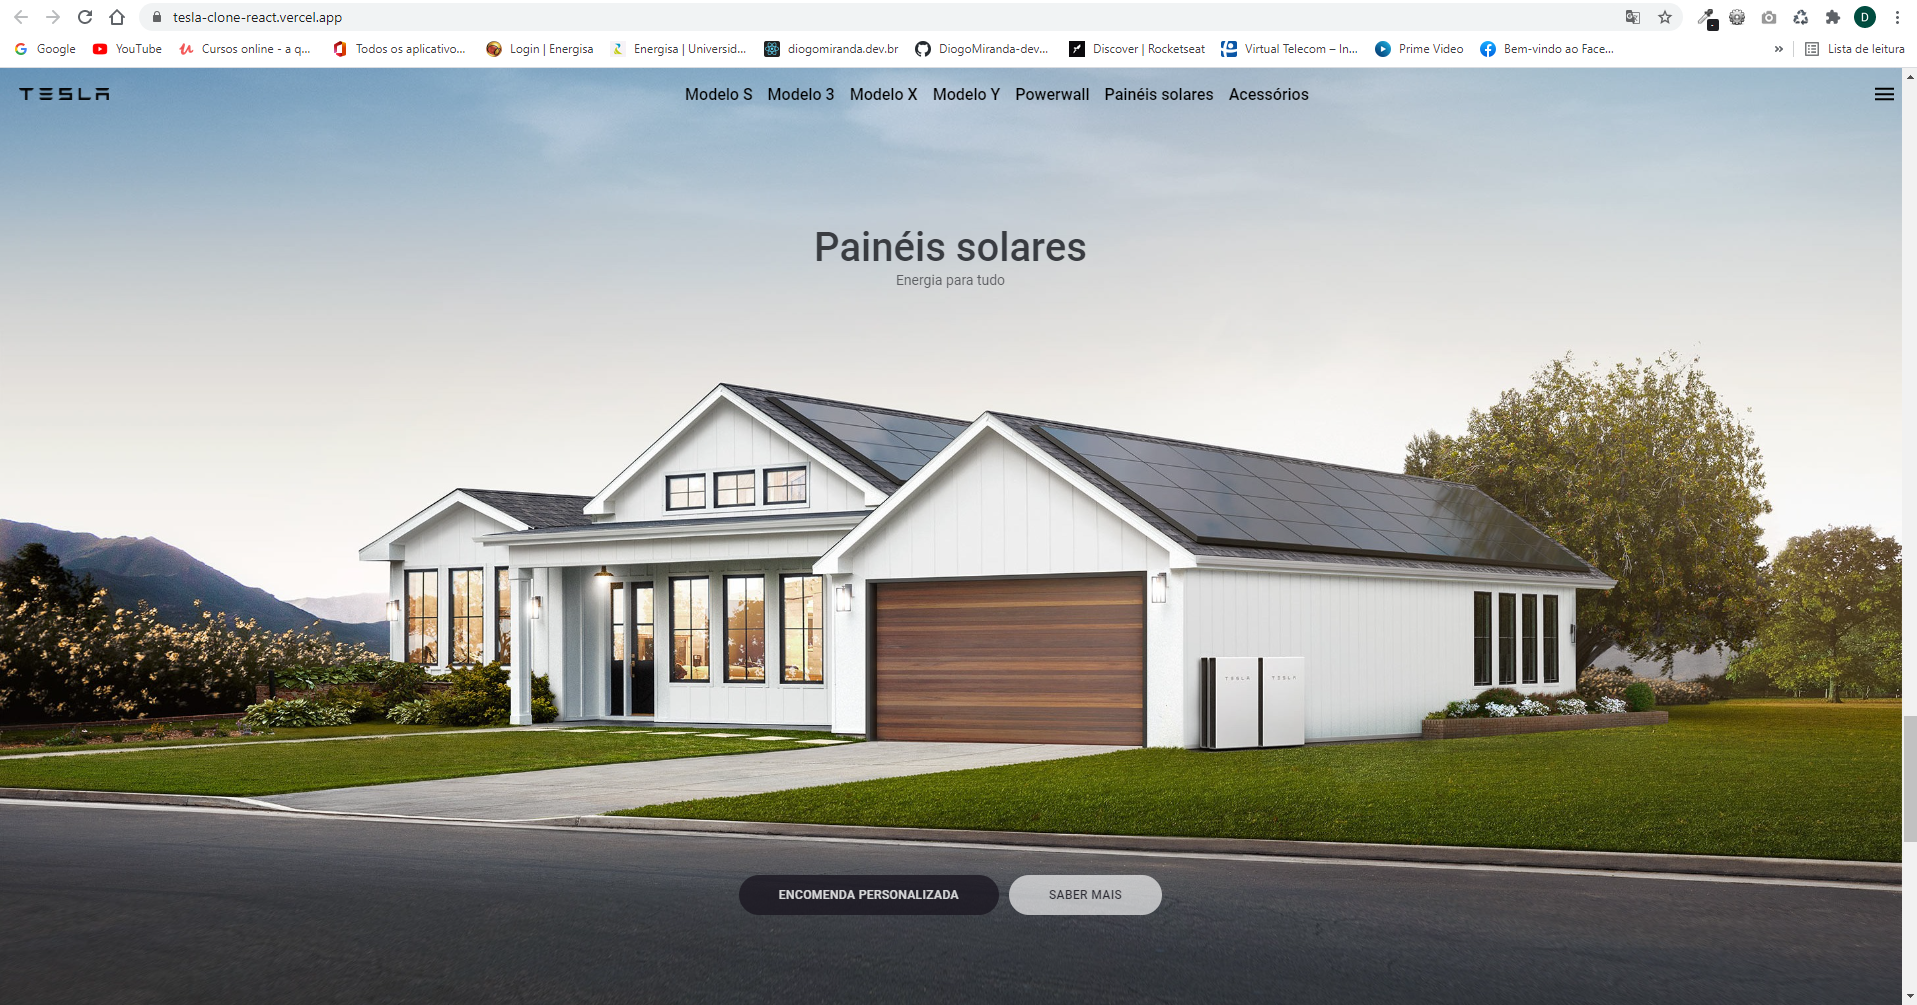 tesla-clone-react.vercel.app
D
Google YouTube Cursos online - a q... Todos os aplicativo... Login | Energisa Energisa | Universid... diogomiranda.dev.br DiogoMiranda-dev... Discover | Rocketseat Virtual Telecom – In... Prime Video Bem-vindo ao Face... » Lista de leitura
TESLA Modelo S Modelo 3 Modelo X Modelo Y Powerwall Painéis solares Acessórios
Painéis solares
Energia para tudo
TESLA TESLA
ENCOMENDA PERSONALIZADA SABER MAIS